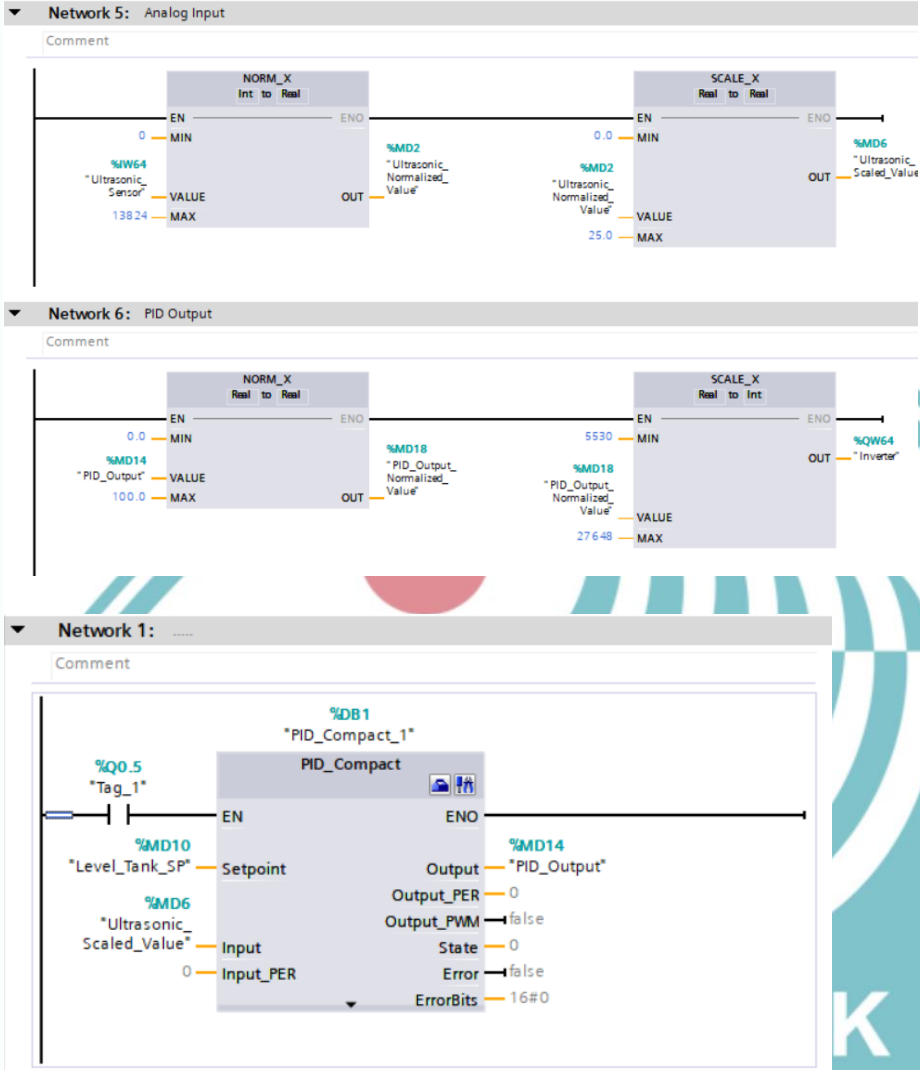 Network 5: Analog Input
Comment
NORM_X
Int to Real
EN
ENO
0
MIN
%IW64
"Ultrasonic_
Sensor"
VALUE
13824
MAX
OUT
%MD2
"Ultrasonic_
Normalized_
Value"
SCALE_X
Real to Real
EN
ENO
0.0
MIN
%MD2
"Ultrasonic_
Normalized_
Value"
VALUE
25.0
MAX
OUT
%MD6
"Ultrasonic_
Scaled_Value
Network 6: PID Output
Comment
NORM_X
Real to Real
EN
ENO
0.0
MIN
%MD14
"PID_Output"
VALUE
100.0
MAX
OUT
%MD18
"PID_Output_
Normalized_
Value"
SCALE_X
Real to Int
EN
ENO
5530
MIN
%MD18
"PID_Output_
Normalized_
Value"
VALUE
27648
MAX
OUT
%QW64
"Inverter"
Network 1: .....
Comment
%DB1
"PID_Compact_1"
PID_Compact
%Q0.5
"Tag_1"
EN
ENO
%MD10
"Level_Tank_SP"
Setpoint
%MD6
"Ultrasonic_
Scaled_Value"
Input
0
Input_PER
%MD14
Output
"PID_Output"
Output_PER
0
Output_PWM
false
State
0
Error
false
ErrorBits
16#0
K